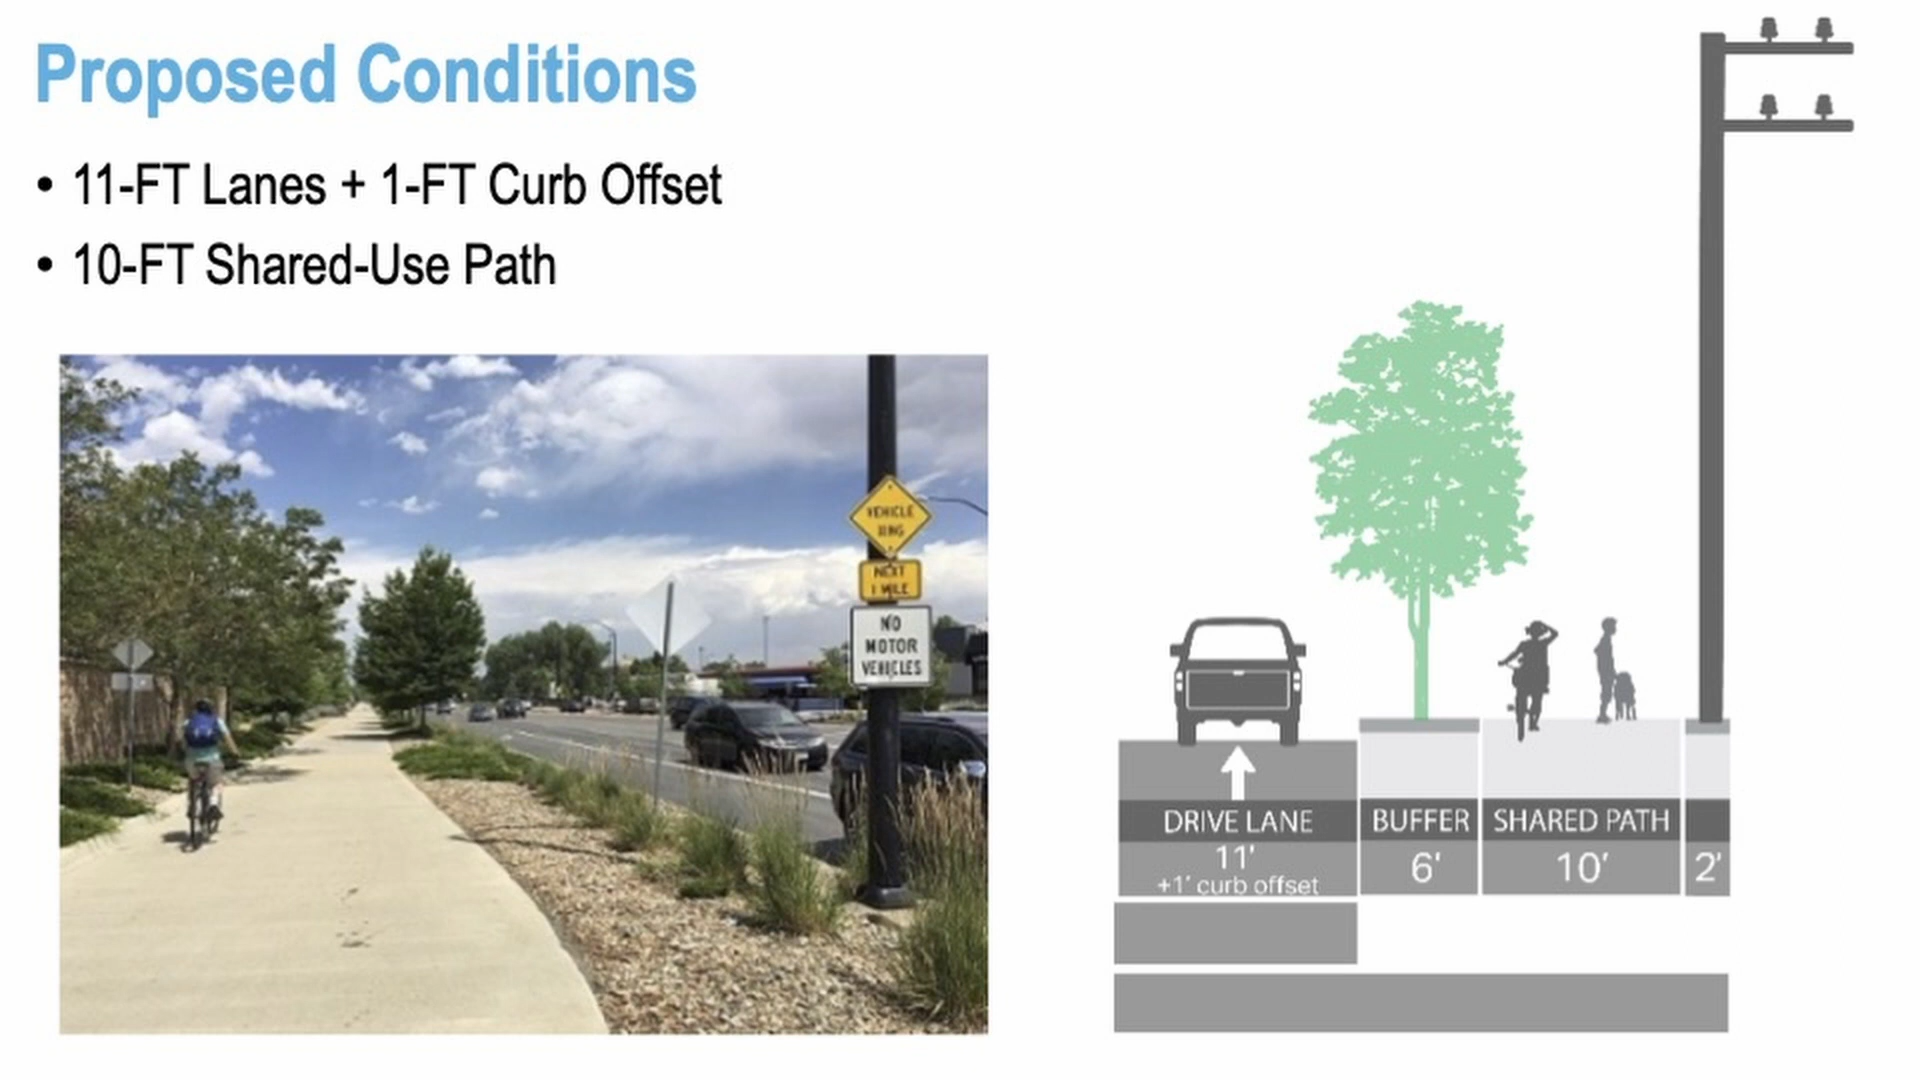 Proposed Conditions
• 11-FT Lanes + 1-FT Curb Offset
• 10-FT Shared-Use Path
VEHICLE
XING
NEXT
1 MILE
NO
MOTOR
VEHICLES
DRIVE LANE
11'
+1' curb offset
BUFFER
6'
SHARED PATH
10'
2'